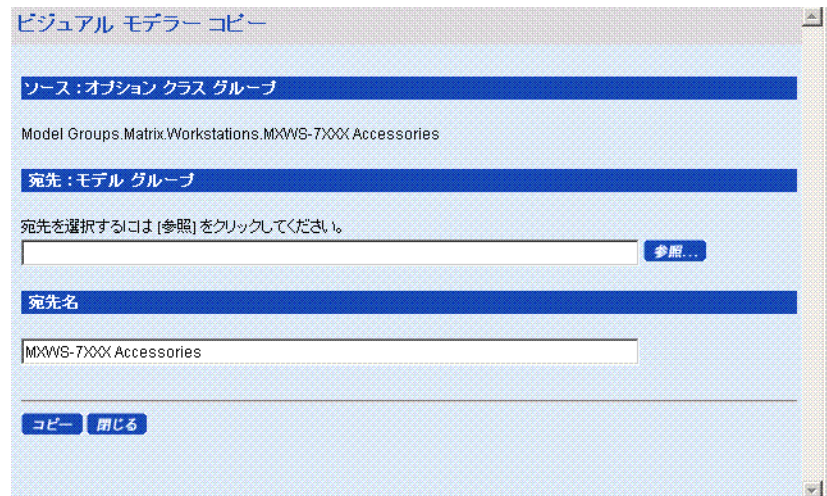 ビジュアル モデラー コピー
ソース : オプション クラス グループ
Model Groups.Matrix.Workstations.MXWS-7XXX Accessories
宛先 : モデル グループ
宛先を選択するには [参照] をクリックしてください。
参照...
宛先名
MXWS-7XXX Accessories
コピー 閉じる